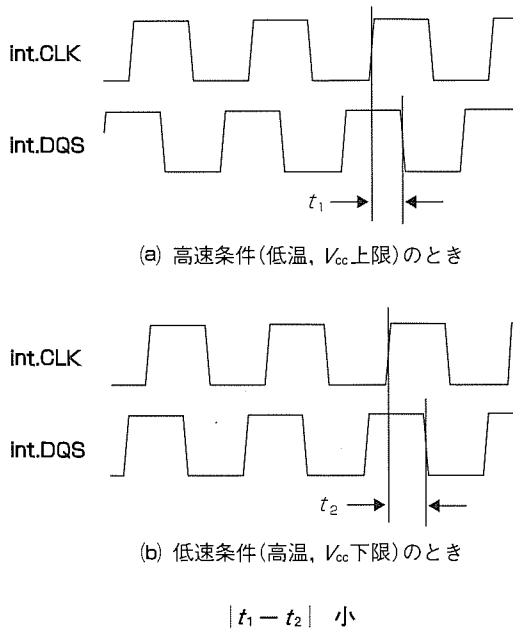 int.CLK
int.DQS
t₁
(a) 高速条件(低温, Vcc上限)のとき
int.CLK
int.DQS
t₂
(b) 低速条件(高温, Vcc下限)のとき
|t₁ − t₂| 小